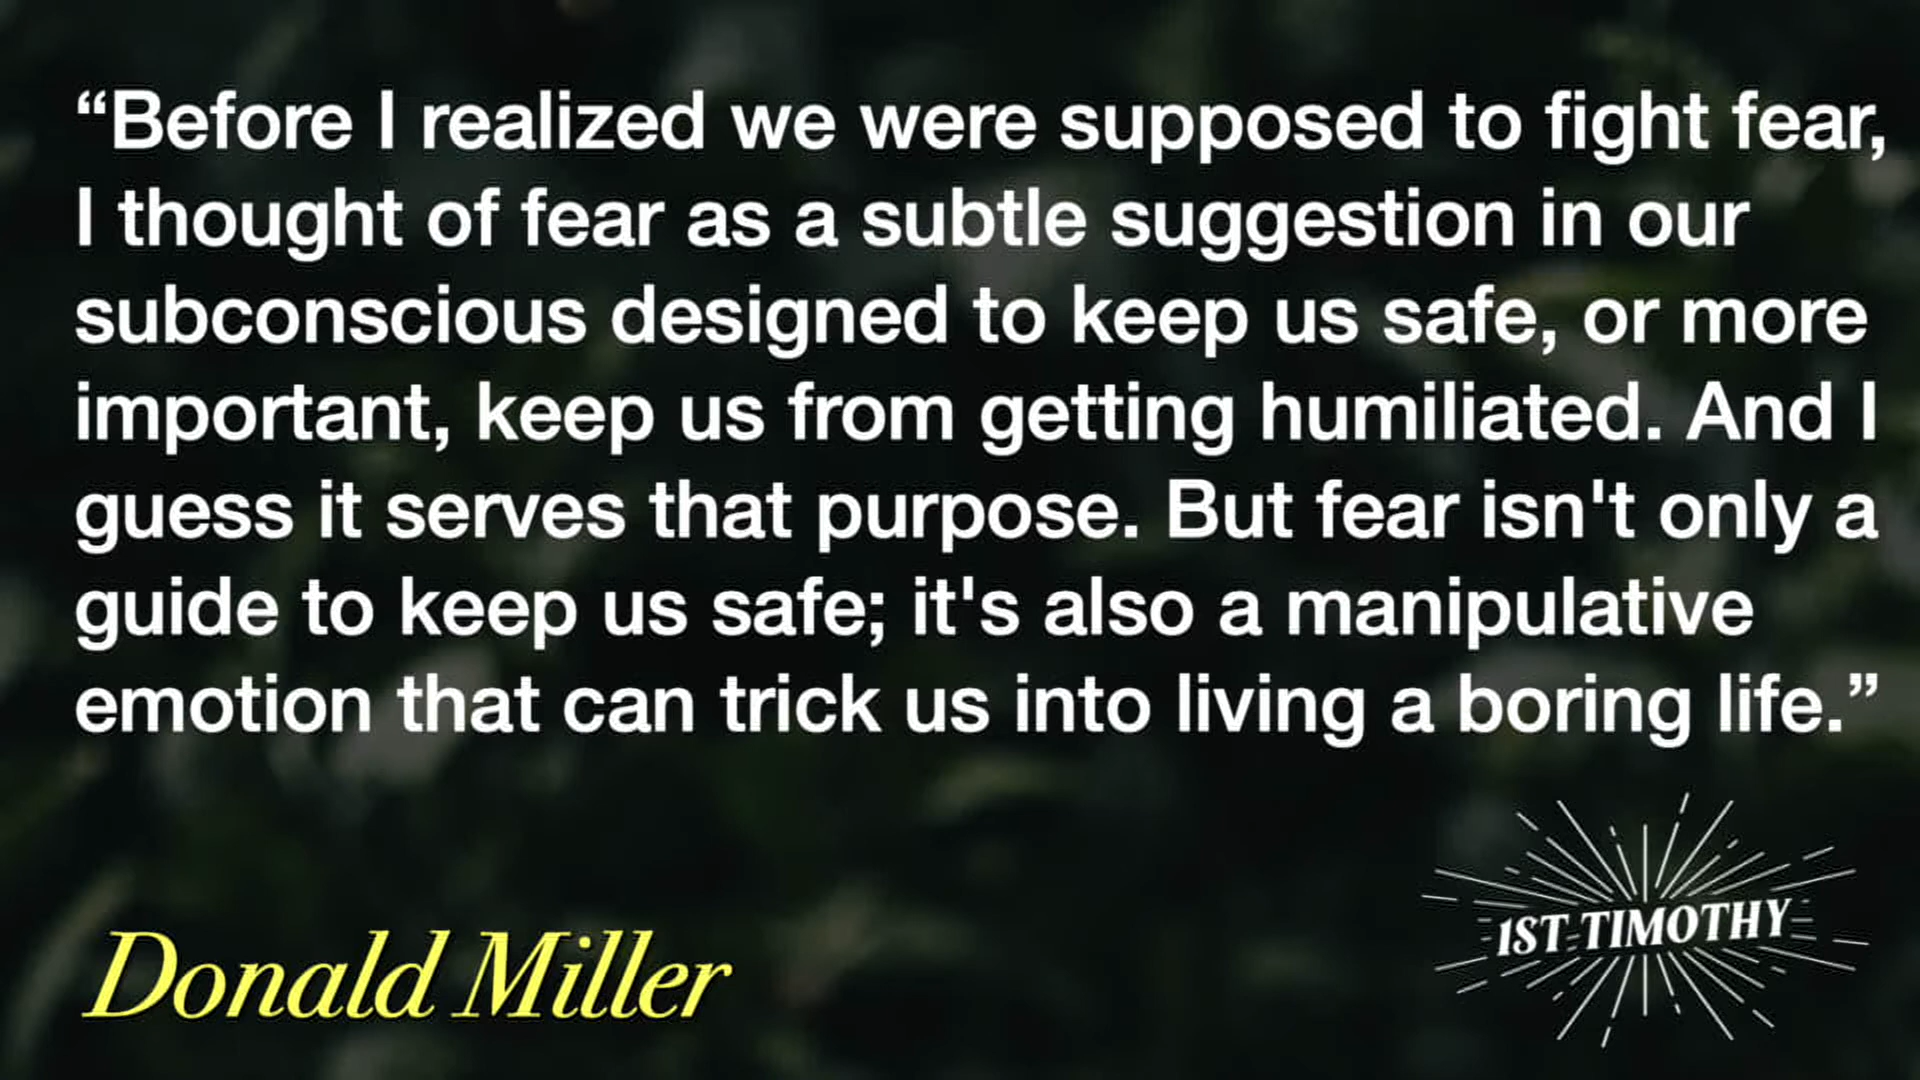 “Before I realized we were supposed to fight fear,
I thought of fear as a subtle suggestion in our
subconscious designed to keep us safe, or more
important, keep us from getting humiliated. And I
guess it serves that purpose. But fear isn't only a
guide to keep us safe; it's also a manipulative
emotion that can trick us into living a boring life.”
Donald Miller
1ST TIMOTHY